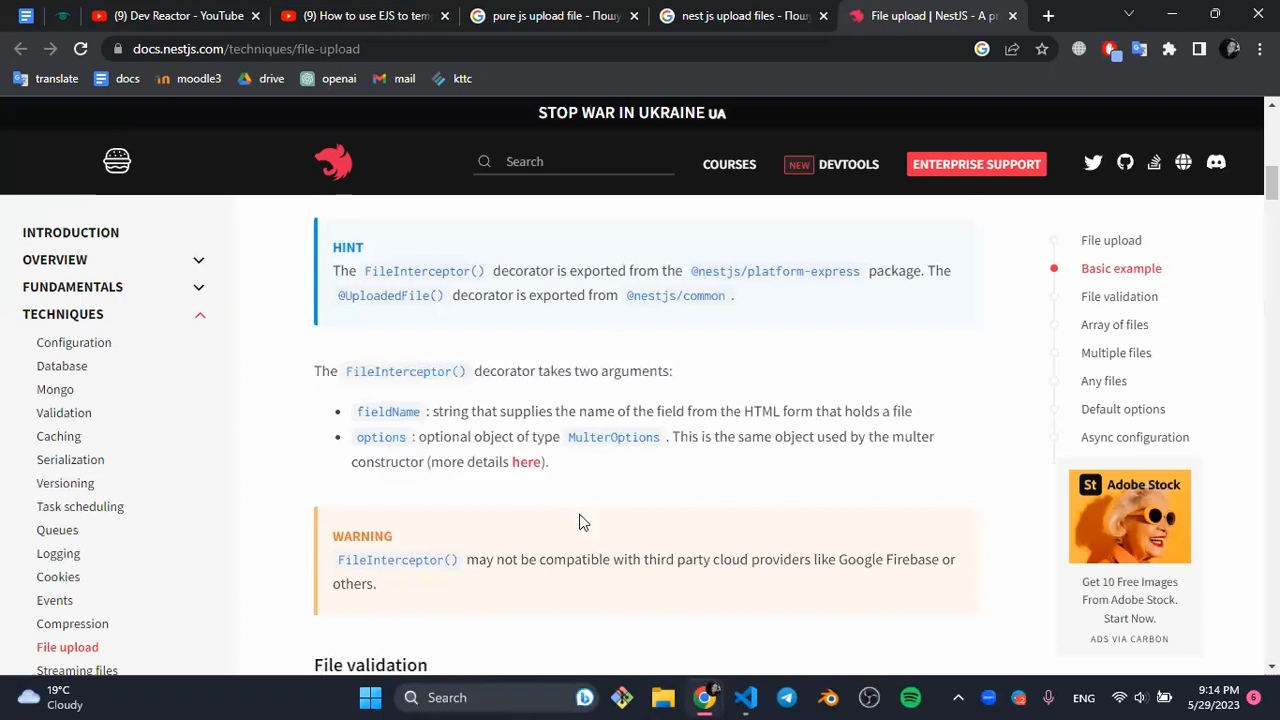 (9) Dev Reactor - YouTube
(9) How to use EJS to tem
pure js upload file - Пошу
nest js upload files - Пошу
File upload | NestJS - A pr
docs.nestjs.com/techniques/file-upload
translate
docs
moodle3
drive
openai
mail
kttc
STOP WAR IN UKRAINE UA
Search
COURSES
NEW DEVTOOLS
ENTERPRISE SUPPORT
INTRODUCTION
OVERVIEW
FUNDAMENTALS
TECHNIQUES
Configuration
Database
Mongo
Validation
Caching
Serialization
Versioning
Task scheduling
Queues
Logging
Cookies
Events
Compression
File upload
Streaming files
HINT
The FileInterceptor() decorator is exported from the @nestjs/platform-express package. The
@UploadedFile() decorator is exported from @nestjs/common .
The FileInterceptor() decorator takes two arguments:
• fieldName : string that supplies the name of the field from the HTML form that holds a file
• options : optional object of type MulterOptions . This is the same object used by the multer
constructor (more details here).
WARNING
FileInterceptor() may not be compatible with third party cloud providers like Google Firebase or
others.
File validation
File upload
Basic example
File validation
Array of files
Multiple files
Any files
Default options
Async configuration
St Adobe Stock
Get 10 Free Images
From Adobe Stock.
Start Now.
ADS VIA CARBON
19°C
Cloudy
Search
ENG
9:14 PM
5/29/2023
6